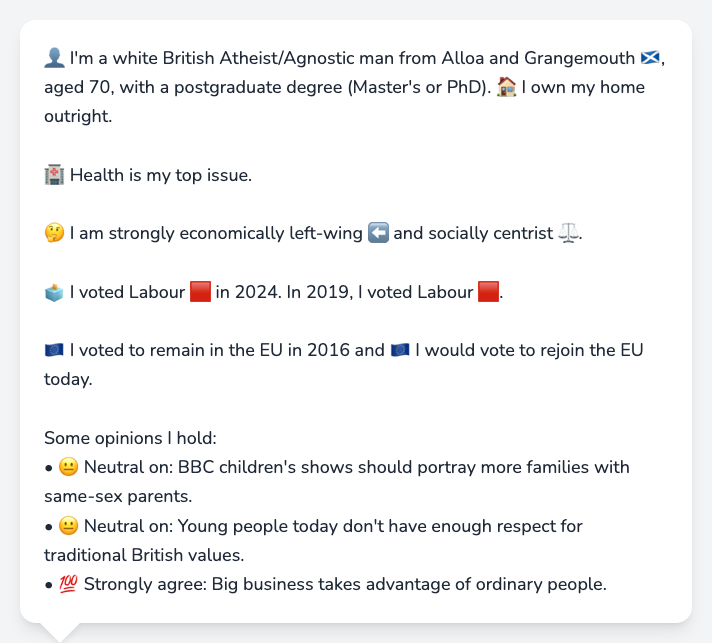 👤 I'm a white British Atheist/Agnostic man from Alloa and Grangemouth 🏴󠁧󠁢󠁳󠁣󠁴󠁿,
aged 70, with a postgraduate degree (Master's or PhD). 🏠 I own my home
outright.
🏥 Health is my top issue.
🤔 I am strongly economically left-wing ⬅️ and socially centrist ⚖️.
🗳️ I voted Labour 🟥 in 2024. In 2019, I voted Labour 🟥.
🇪🇺 I voted to remain in the EU in 2016 and 🇪🇺 I would vote to rejoin the EU
today.
Some opinions I hold:
• 😐 Neutral on: BBC children's shows should portray more families with
same-sex parents.
• 😐 Neutral on: Young people today don't have enough respect for
traditional British values.
• 💯 Strongly agree: Big business takes advantage of ordinary people.